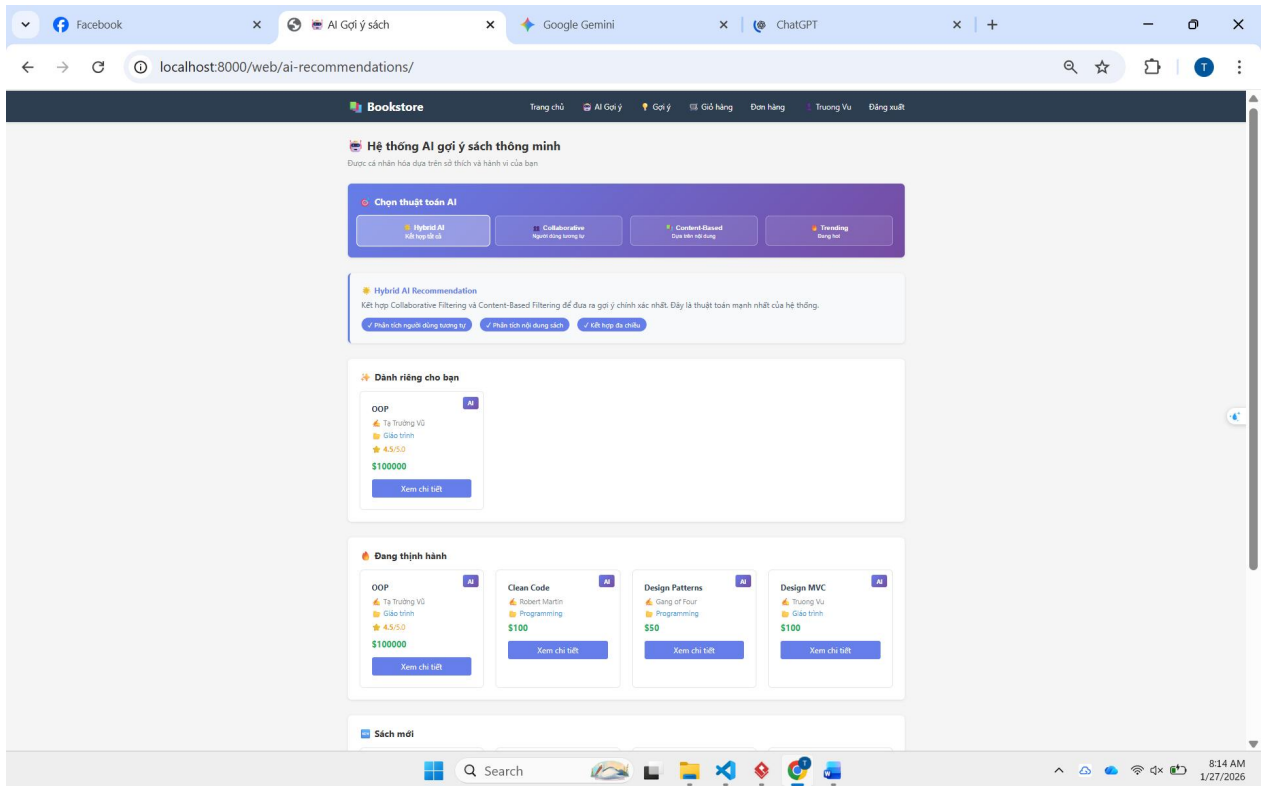 Facebook
AI Gợi ý sách
Google Gemini
ChatGPT
localhost:8000/web/ai-recommendations/
T
Bookstore
Trang chủ
AI Gợi ý
Gợi ý
Giỏ hàng
Đơn hàng
Truong Vu
Đăng xuất
Hệ thống AI gợi ý sách thông minh
Được cá nhân hóa dựa trên sở thích và hành vi của bạn
Chọn thuật toán AI
Hybrid AI
Kết hợp tất cả
Collaborative
Người dùng tương tự
Content-Based
Dựa trên nội dung
Trending
Đang hot
Hybrid AI Recommendation
Kết hợp Collaborative Filtering và Content-Based Filtering để đưa ra gợi ý chính xác nhất. Đây là thuật toán mạnh nhất của hệ thống.
✓ Phân tích người dùng tương tự
✓ Phân tích nội dung sách
✓ Kết hợp đa chiều
Dành riêng cho bạn
AI
OOP
Tạ Trường Vũ
Giáo trình
4.5/5.0
$100000
Xem chi tiết
Đang thịnh hành
AI
OOP
Tạ Trường Vũ
Giáo trình
4.5/5.0
$100000
Xem chi tiết
AI
Clean Code
Robert Martin
Programming
$100
Xem chi tiết
AI
Design Patterns
Gang of Four
Programming
$50
Xem chi tiết
AI
Design MVC
Truong Vu
Giáo trình
$100
Xem chi tiết
Sách mới
Search
8:14 AM
1/27/2026